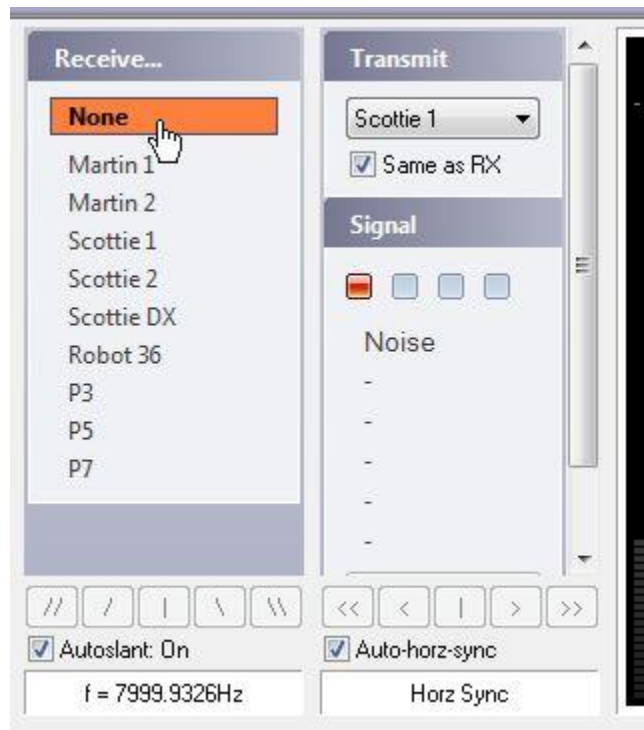 Receive...
None
Martin 1
Martin 2
Scottie 1
Scottie 2
Scottie DX
Robot 36
P3
P5
P7
// / | \ \\
Autoslant: On
f = 7999.9326Hz
Transmit
Scottie 1
Same as RX
Signal
Noise
-
-
-
-
-
<< < | > >>
Auto-horz-sync
Horz Sync